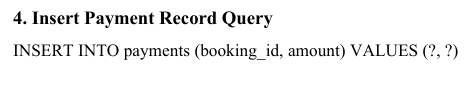 4. Insert Payment Record Query
INSERT INTO payments (booking_id, amount) VALUES (?, ?)